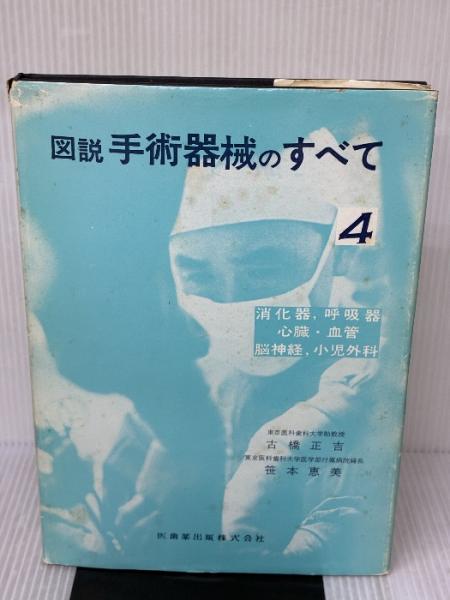 図説 手術器械のすべて
4
消化器，呼吸器
心臓・血管
脳神経，小児外科
東京医科歯科大学助教授
古橋正吉
東京医科歯科大学医学部付属病院婦長
笹本恵美
医歯薬出版株式会社